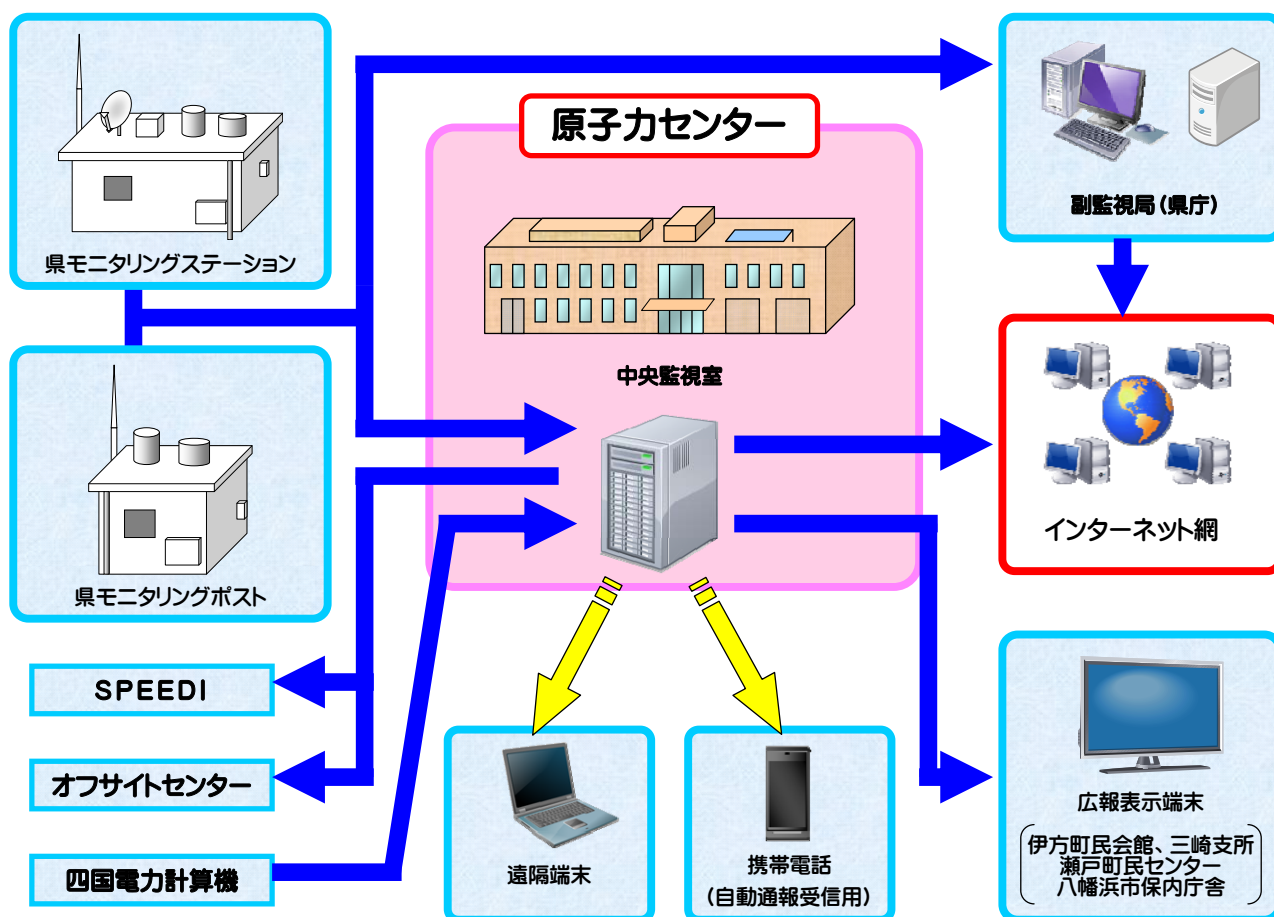 原子力センター
県モニタリングステーション
副監視局（県庁）
中央監視室
県モニタリングポスト
インターネット網
SPEEDI
オフサイトセンター
四国電力計算機
遠隔端末
携帯電話
（自動通報受信用）
広報表示端末
伊方町民会館、三崎支所
瀬戸町民センター
八幡浜市保内庁舎